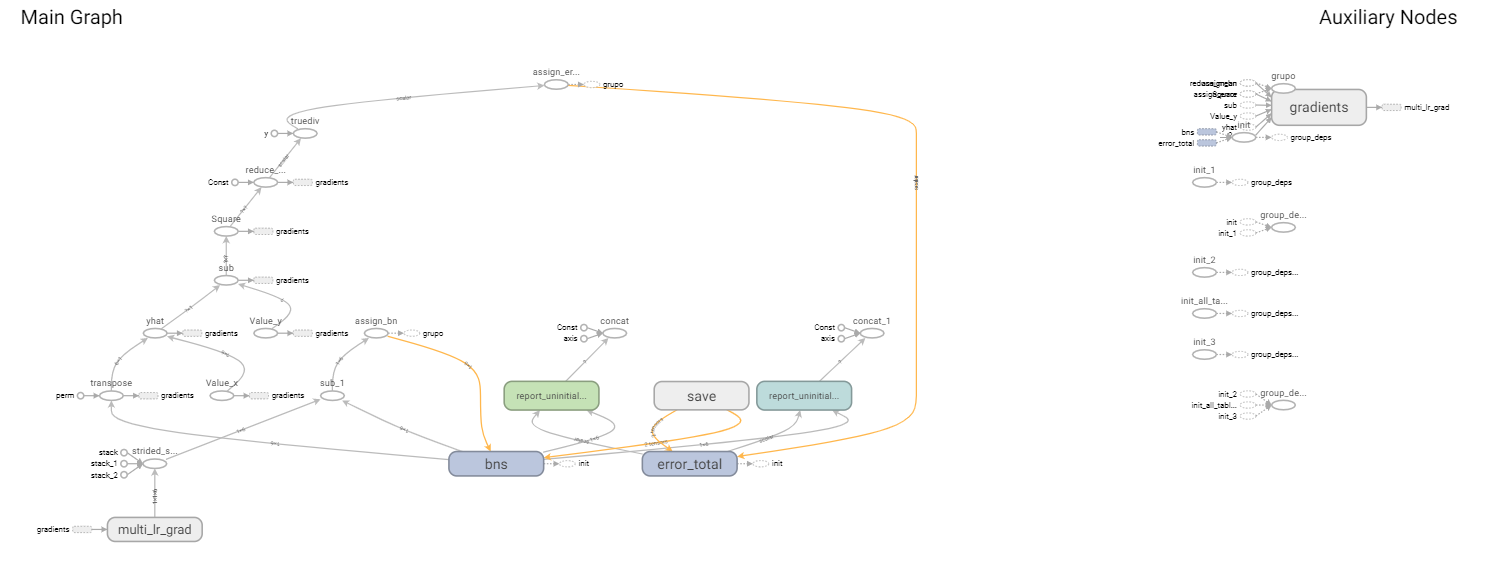 Main Graph
Auxiliary Nodes
assign_er...
grupo
scalar
truediv
y
scalar
reduce_...
Const
gradients
Square
gradients
sub
gradients
yhat
gradients
Value_y
gradients
assign_bn
grupo
transpose
perm
gradients
Value_x
gradients
sub_1
Const
axis
concat
report_uninitial...
save
Const
axis
concat_1
report_uninitial...
bns
init
error_total
init
stack
stack_1
stack_2
strided_s...
gradients
multi_lr_grad
grupo
sub
Value_y
yhat
gradients
multi_lr_grad
bns
error_total
init
group_deps
init_1
group_deps
init
init_1
group_de...
init_2
group_deps...
init_all_ta...
group_deps...
init_3
group_deps...
init_2
init_all_tabl...
init_3
group_de...